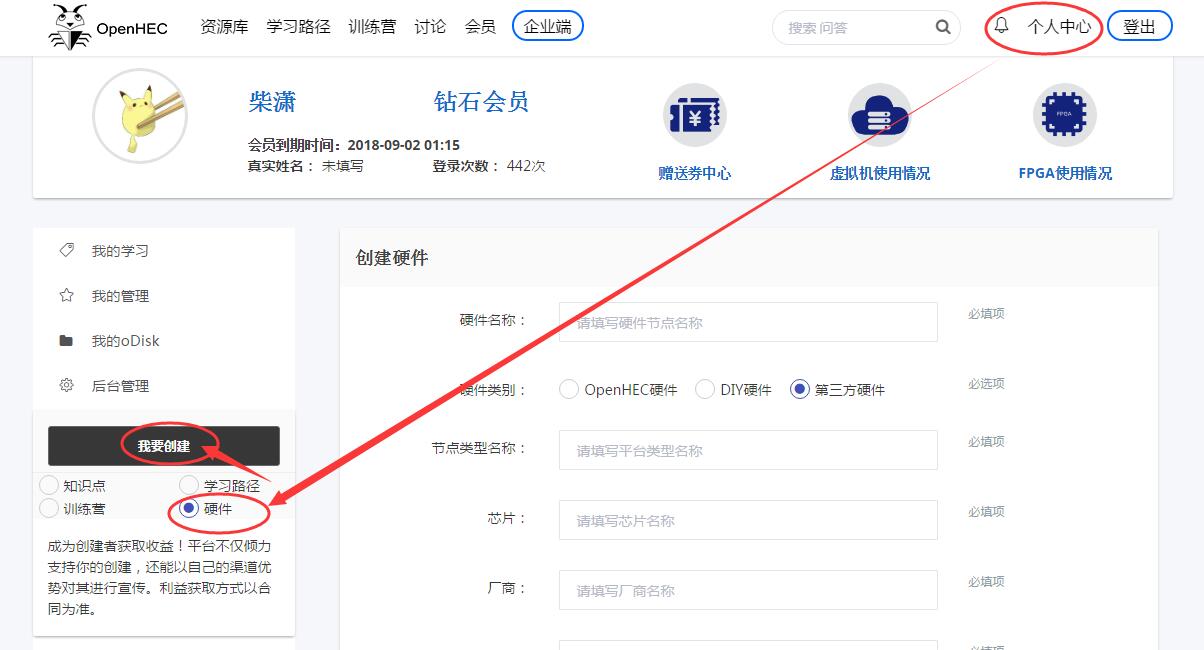 OpenHEC 资源库 学习路径 训练营 讨论 会员 企业端 搜索 问答 个人中心 登出
柴潇 钻石会员
会员到期时间：2018-09-02 01:15
真实姓名： 未填写 登录次数： 442次
赠送券中心 虚拟机使用情况 FPGA使用情况
FPGA
我的学习
我的管理
我的oDisk
后台管理
我要创建
知识点 学习路径
训练营 硬件
成为创建者获取收益！平台不仅倾力
支持你的创建，还能以自己的渠道优
势对其进行宣传。利益获取方式以合
同为准。
创建硬件
硬件名称： 请填写硬件节点名称 必填项
硬件类别： OpenHEC硬件 DIY硬件 第三方硬件 必选项
节点类型名称： 请填写平台类型名称 必填项
芯片： 请填写芯片名称 必填项
厂商： 请填写厂商名称 必填项